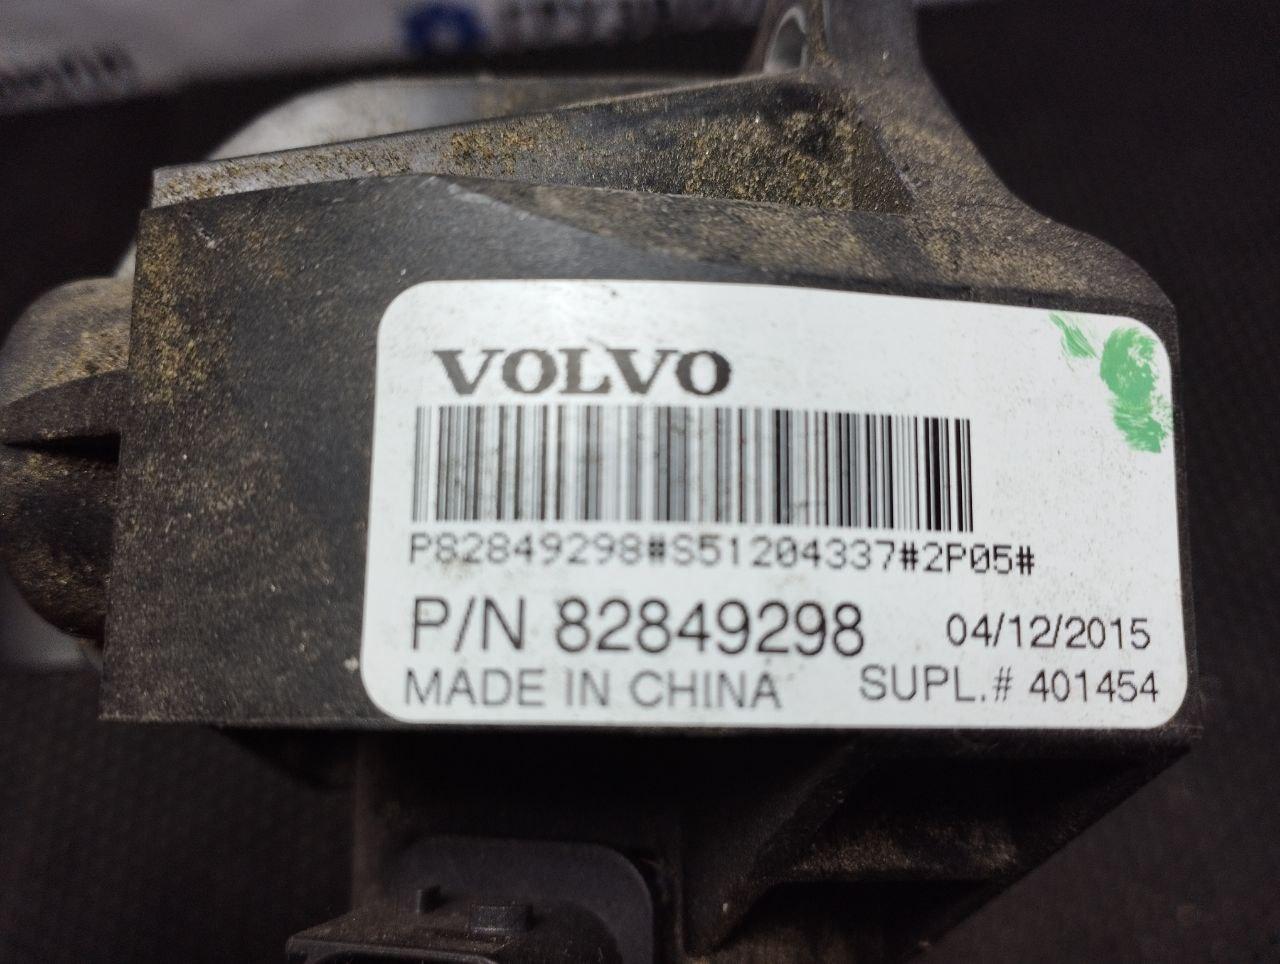 VOLVO
P82849298#S51204337#2P05#
P/N 82849298 04/12/2015
MADE IN CHINA SUPL.# 401454